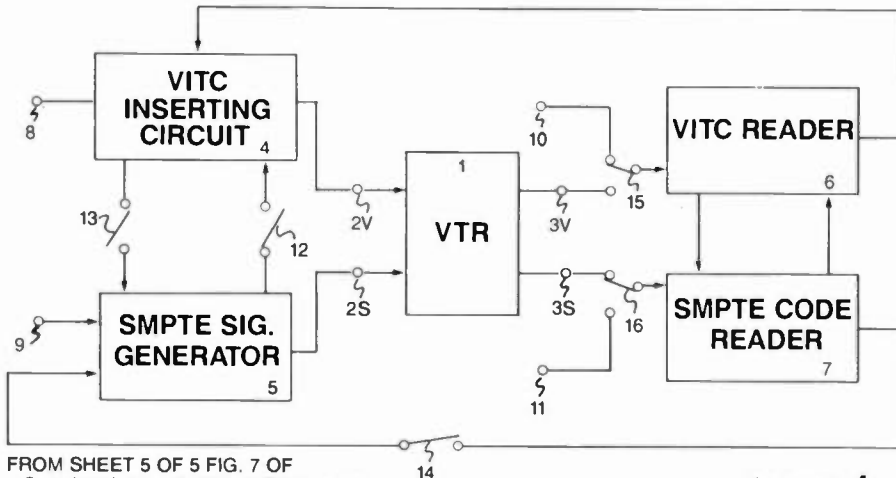 VITC
INSERTING
CIRCUIT
4
8
13
12
9
SMPTE SIG.
GENERATOR
5
2V
2S
1
VTR
3V
3S
10
15
16
11
VITC READER
6
SMPTE CODE
READER
7
14
FROM SHEET 5 OF 5 FIG. 7 OF